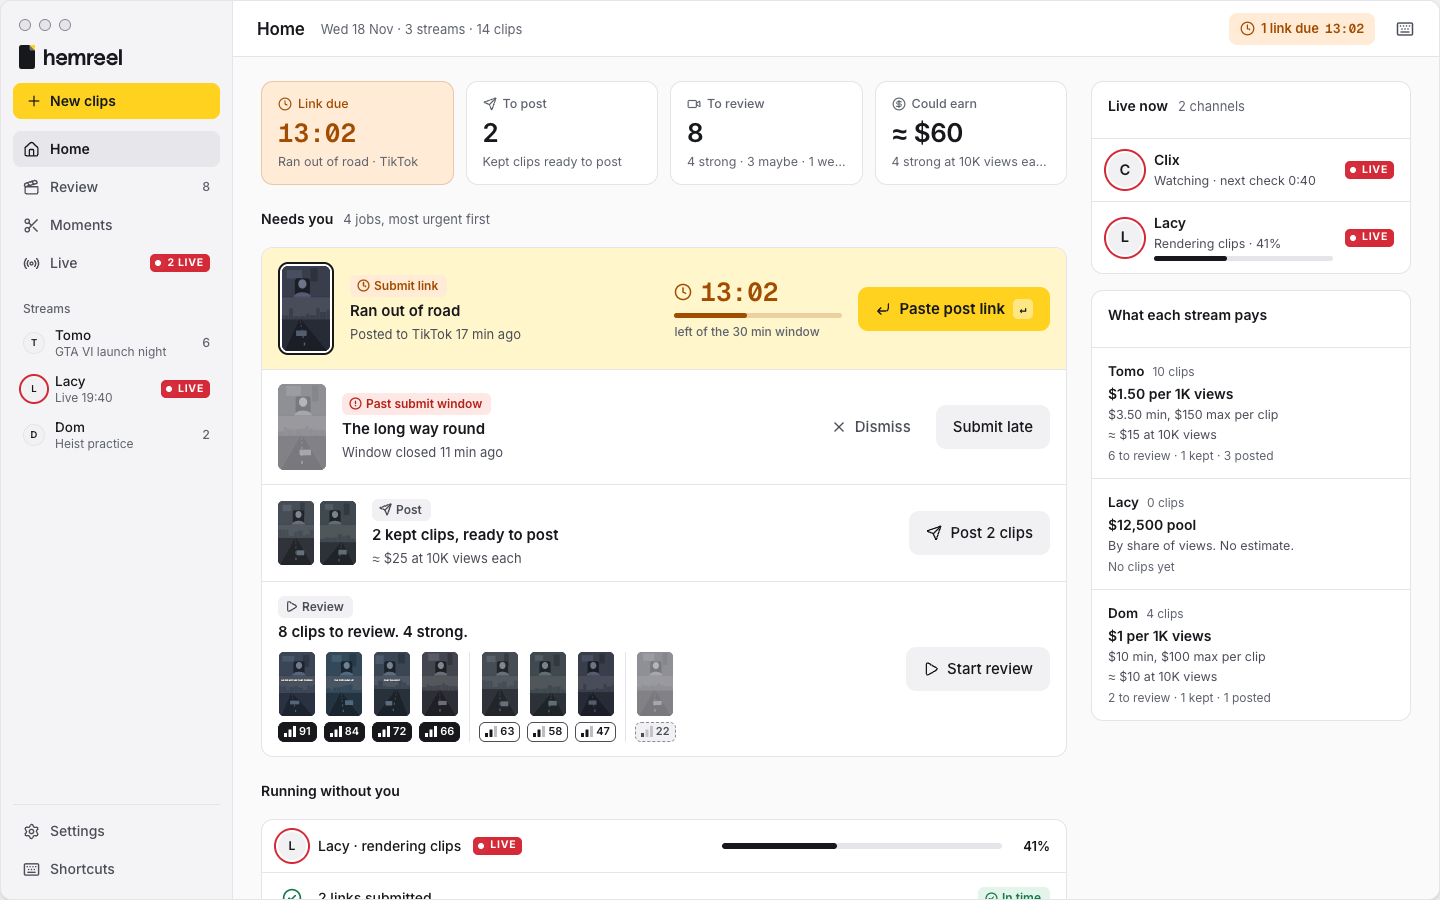 hemreel
New clips
Home
Review 8
Moments
Live 2 LIVE
Streams
T Tomo
GTA VI launch night 6
L Lacy
Live 19:40 LIVE
D Dom
Heist practice 2
Settings
Shortcuts
Home Wed 18 Nov · 3 streams · 14 clips
1 link due 13:02
Link due
13:02
Ran out of road · TikTok
To post
2
Kept clips ready to post
To review
8
4 strong · 3 maybe · 1 we...
Could earn
≈ $60
4 strong at 10K views ea...
Needs you 4 jobs, most urgent first
Submit link
Ran out of road
Posted to TikTok 17 min ago
13:02
left of the 30 min window
Paste post link ↵
Past submit window
The long way round
Window closed 11 min ago
Dismiss
Submit late
Post
2 kept clips, ready to post
≈ $25 at 10K views each
Post 2 clips
Review
8 clips to review. 4 strong.
91 84 72 66 63 58 47 22
Start review
Running without you
L Lacy · rendering clips LIVE 41%
2 links submitted In time
Live now 2 channels
C Clix
Watching · next check 0:40
LIVE
L Lacy
Rendering clips · 41%
LIVE
What each stream pays
Tomo 10 clips
$1.50 per 1K views
$3.50 min, $150 max per clip
≈ $15 at 10K views
6 to review · 1 kept · 3 posted
Lacy 0 clips
$12,500 pool
By share of views. No estimate.
No clips yet
Dom 4 clips
$1 per 1K views
$10 min, $100 max per clip
≈ $10 at 10K views
2 to review · 1 kept · 1 posted